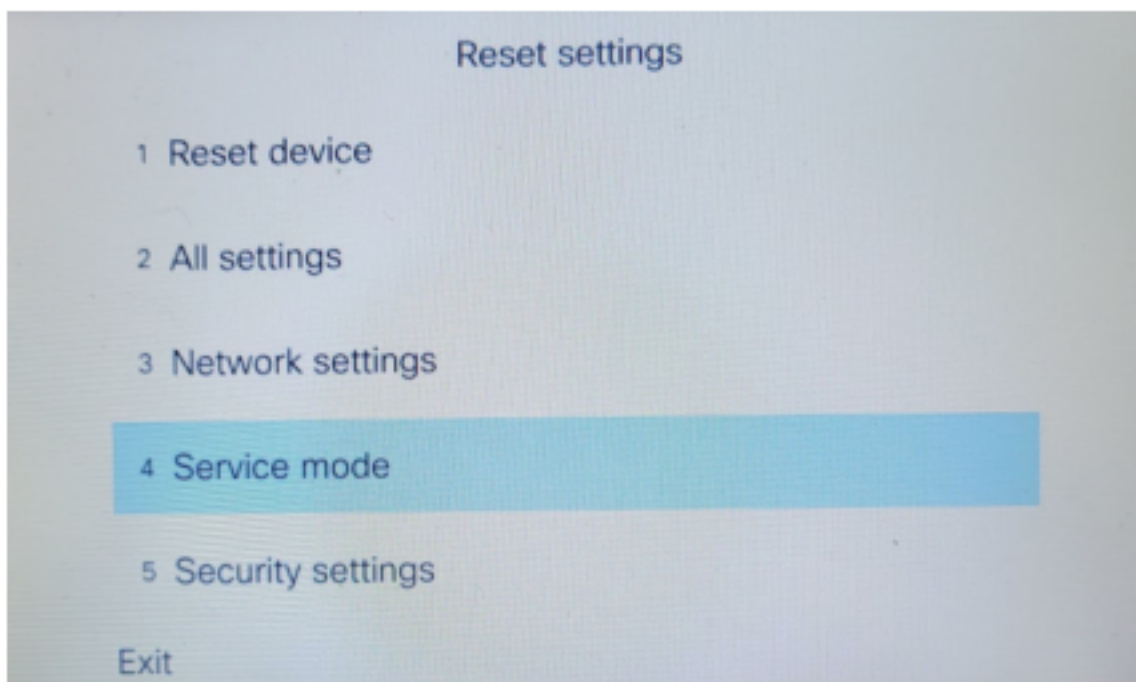 Reset settings
1 Reset device
2 All settings
3 Network settings
4 Service mode
5 Security settings
Exit